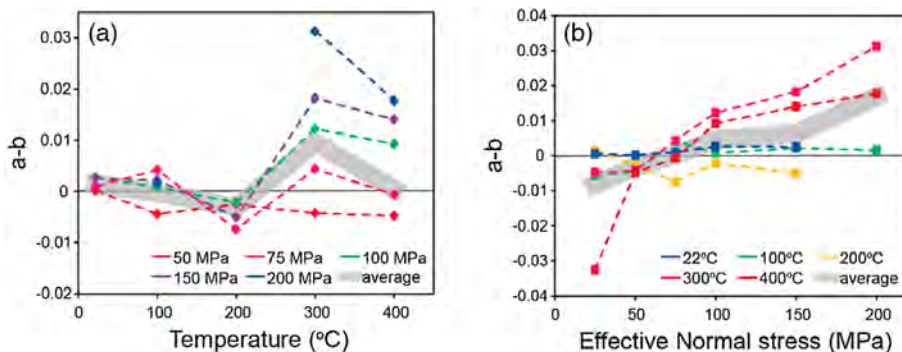 (a)
a-b
0.03
0.02
0.01
0
-0.01
-0.02
50 MPa 75 MPa 100 MPa
150 MPa 200 MPa average
0 100 200 300 400
Temperature (ºC)
(b)
a-b
0.04
0.03
0.02
0.01
0
-0.01
-0.02
-0.03
-0.04
22ºC 100ºC 200ºC
300ºC 400ºC average
0 50 100 150 200
Effective Normal stress (MPa)